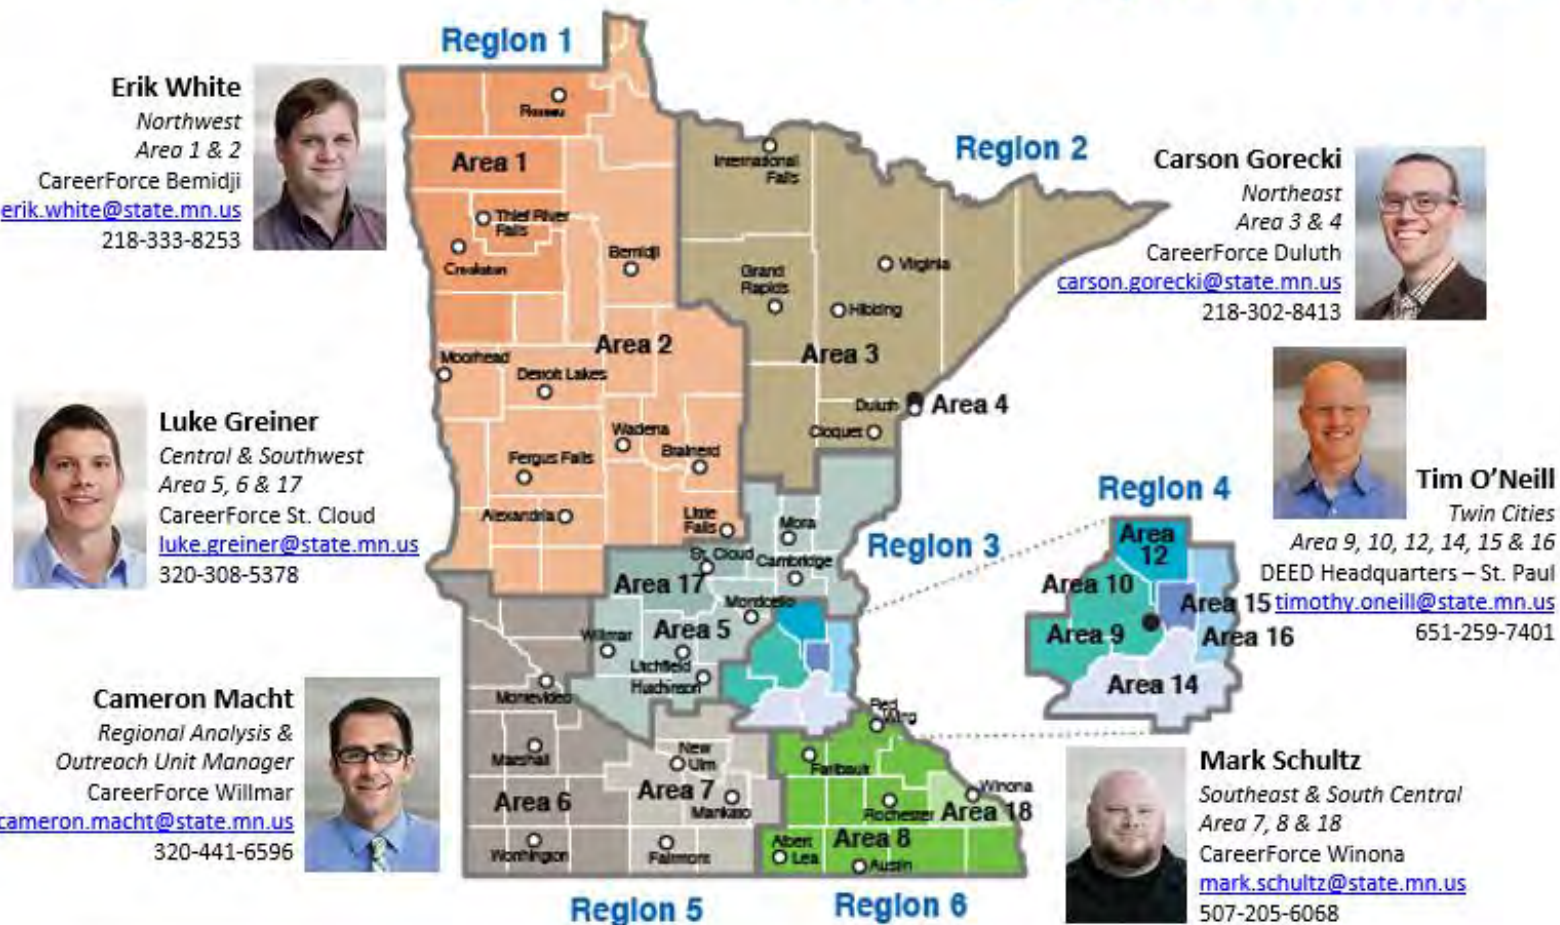 Region 1
Erik White
Northwest
Area 1 & 2
CareerForce Bemidji
erik.white@state.mn.us
218-333-8253
Region 2
Carson Gorecki
Northeast
Area 3 & 4
CareerForce Duluth
carson.gorecki@state.mn.us
218-302-8413
Roseau
Area 1
Thief River
Falls
Crookston
Bemidji
International
Falls
Grand
Rapids
Virginia
Hibbing
Area 2
Area 3
Moorhead
Detroit Lakes
Duluth
Area 4
Cloquet
Wadena
Brainerd
Fergus Falls
Alexandria
Little
Falls
Luke Greiner
Central & Southwest
Area 5, 6 & 17
CareerForce St. Cloud
luke.greiner@state.mn.us
320-308-5378
Region 4
Tim O'Neill
Twin Cities
Area 9, 10, 12, 14, 15 & 16
DEED Headquarters – St. Paul
timothy.oneill@state.mn.us
651-259-7401
Mora
St. Cloud
Cambridge
Region 3
Area 17
Monticello
Willmar
Area 5
Litchfield
Hutchinson
Area
12
Area 10
Area 15
Area 9
Area 16
Area 14
Cameron Macht
Regional Analysis &
Outreach Unit Manager
CareerForce Willmar
cameron.macht@state.mn.us
320-441-6596
Montevideo
Marshall
New
Ulm
Area 6
Area 7
Mankato
Worthington
Fairmont
Red
Wing
Faribault
Winona
Rochester
Area 18
Albert
Lea
Area 8
Austin
Region 5
Region 6
Mark Schultz
Southeast & South Central
Area 7, 8 & 18
CareerForce Winona
mark.schultz@state.mn.us
507-205-6068